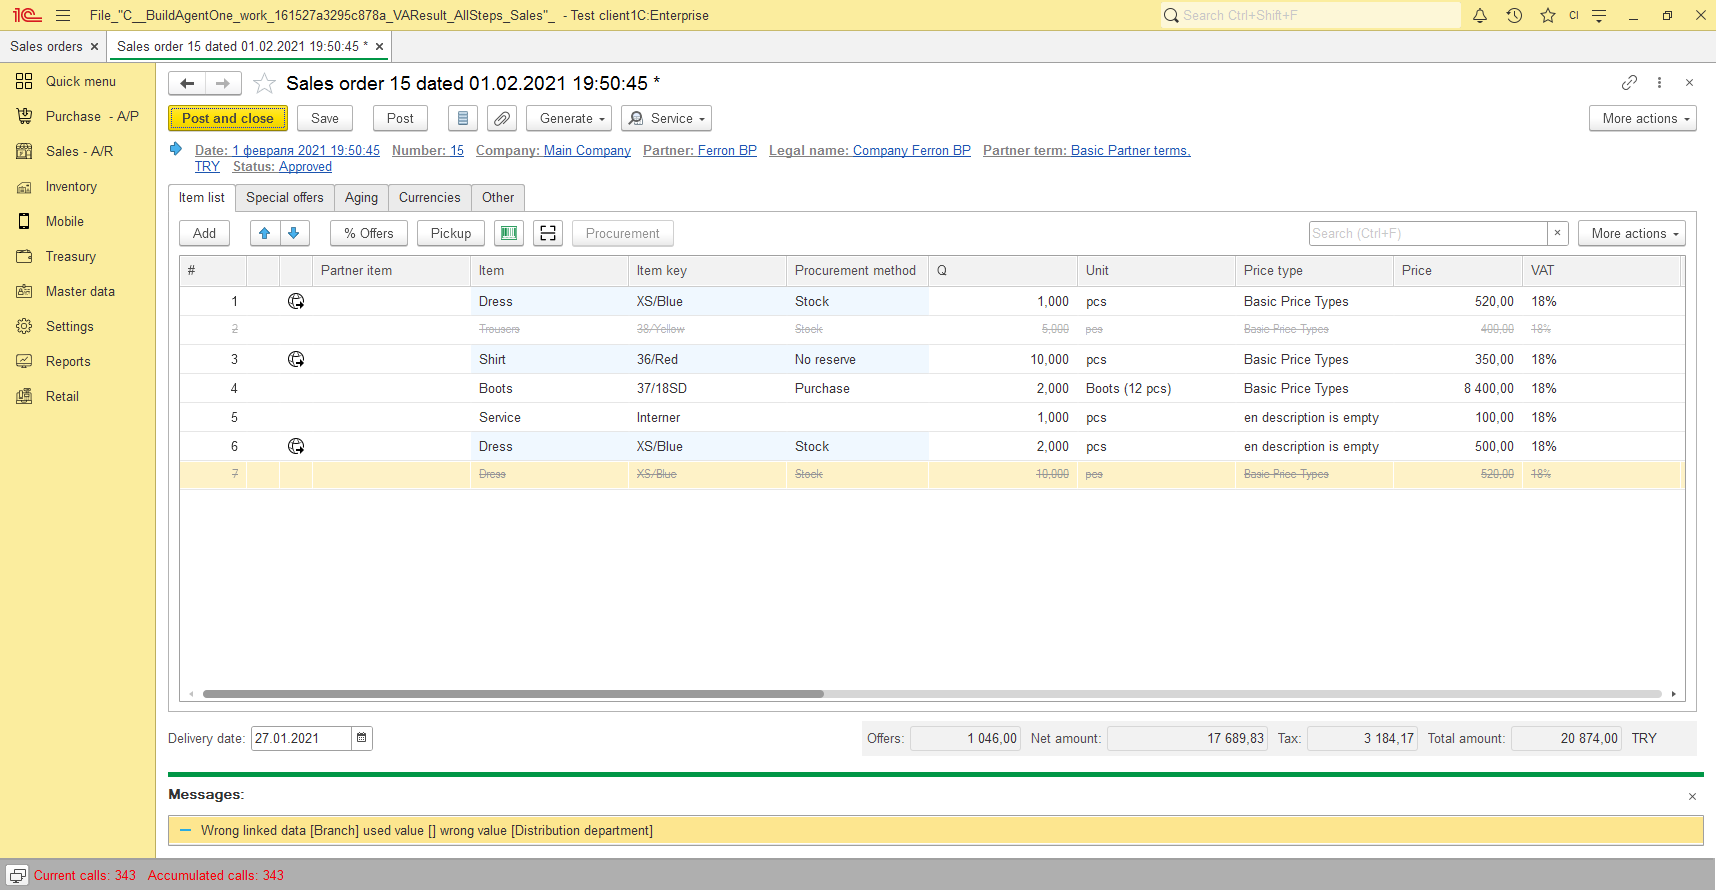 File_"C__BuildAgentOne_work_161527a3295c878a_VAResult_AllSteps_Sales"_ - Test client1C:Enterprise
Search Ctrl+Shift+F
CI
Sales orders
Sales order 15 dated 01.02.2021 19:50:45 *
Quick menu
Purchase - A/P
Sales - A/R
Inventory
Mobile
Treasury
Master data
Settings
Reports
Retail
Sales order 15 dated 01.02.2021 19:50:45 *
Post and close Save Post Generate Service More actions
Date: 1 февраля 2021 19:50:45 Number: 15 Company: Main Company Partner: Ferron BP Legal name: Company Ferron BP Partner term: Basic Partner terms,
TRY Status: Approved
Item list Special offers Aging Currencies Other
Add % Offers Pickup Procurement Search (Ctrl+F) × More actions
# Partner item Item Item key Procurement method Q Unit Price type Price VAT
1 Dress XS/Blue Stock 1,000 pcs Basic Price Types 520,00 18%
2 Trousers 38/Yellow Stock 5,000 pcs Basic Price Types 400,00 18%
3 Shirt 36/Red No reserve 10,000 pcs Basic Price Types 350,00 18%
4 Boots 37/18SD Purchase 2,000 Boots (12 pcs) Basic Price Types 8 400,00 18%
5 Service Interner 1,000 pcs en description is empty 100,00 18%
6 Dress XS/Blue Stock 2,000 pcs en description is empty 500,00 18%
7 Dress XS/Blue Stock 10,000 pcs Basic Price Types 520,00 18%
Delivery date: 27.01.2021 Offers: 1 046,00 Net amount: 17 689,83 Tax: 3 184,17 Total amount: 20 874,00 TRY
Messages:
Wrong linked data [Branch] used value [] wrong value [Distribution department]
Current calls: 343 Accumulated calls: 343